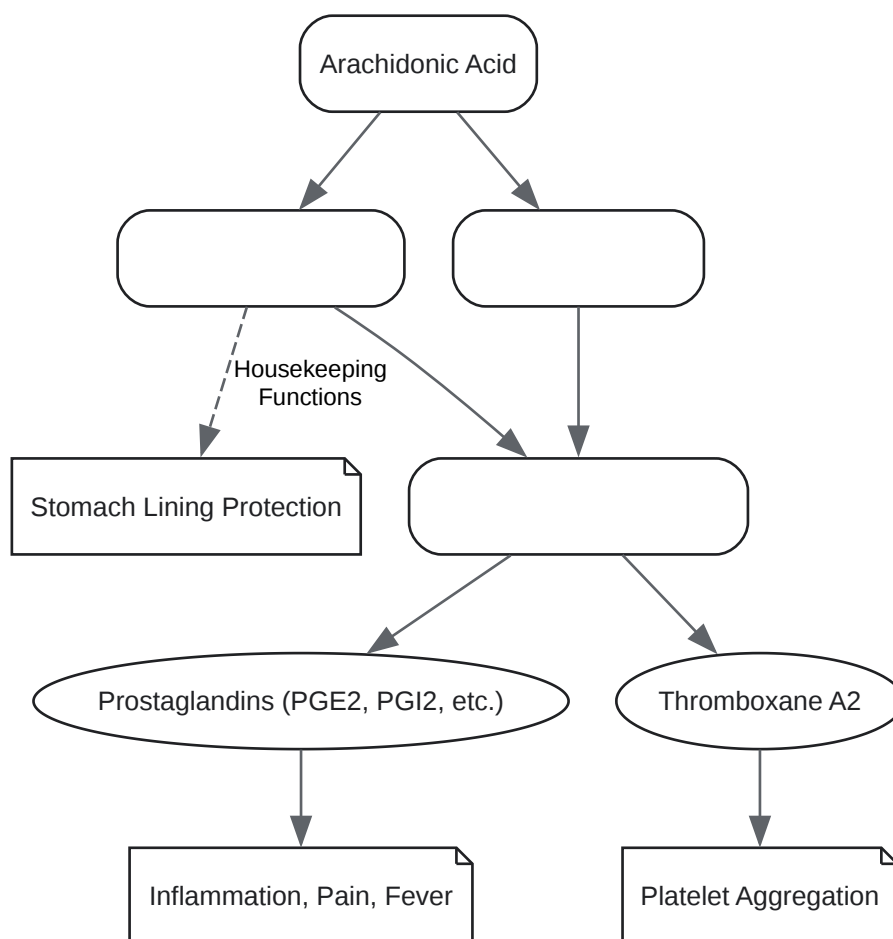 Arachidonic Acid
Housekeeping
Functions
Stomach Lining Protection
Prostaglandins (PGE2, PGI2, etc.)
Thromboxane A2
Inflammation, Pain, Fever
Platelet Aggregation